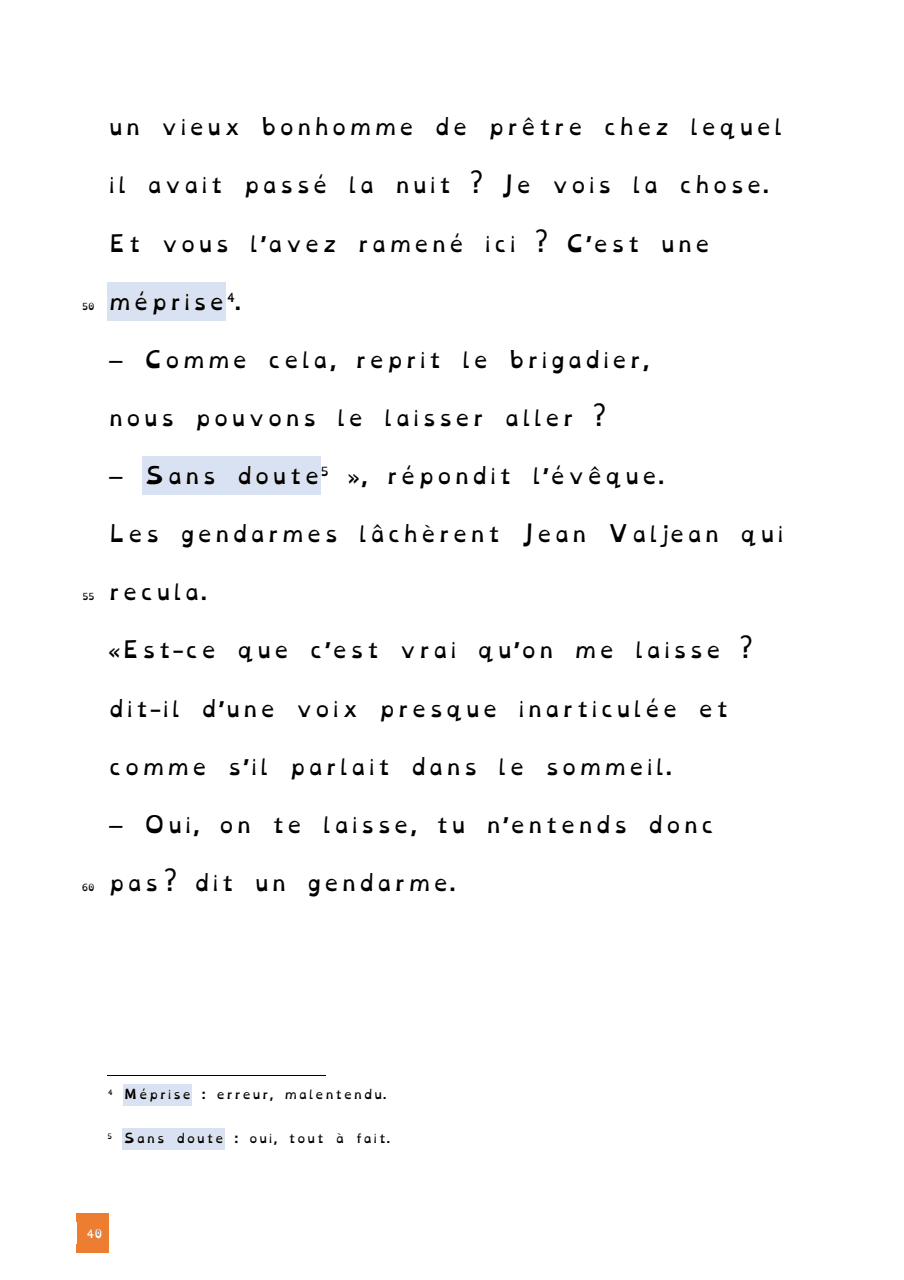 un vieux bonhomme de prêtre chez lequel
il avait passé la nuit ? Je vois la chose.
Et vous l'avez ramené ici ? C'est une
50 méprise⁴.
– Comme cela, reprit le brigadier,
nous pouvons le laisser aller ?
– Sans doute⁵ », répondit l'évêque.
Les gendarmes lâchèrent Jean Valjean qui
55 recula.
«Est-ce que c'est vrai qu'on me laisse ?
dit-il d'une voix presque inarticulée et
comme s'il parlait dans le sommeil.
– Oui, on te laisse, tu n'entends donc
60 pas? dit un gendarme.
⁴ Méprise : erreur, malentendu.
⁵ Sans doute : oui, tout à fait.
40